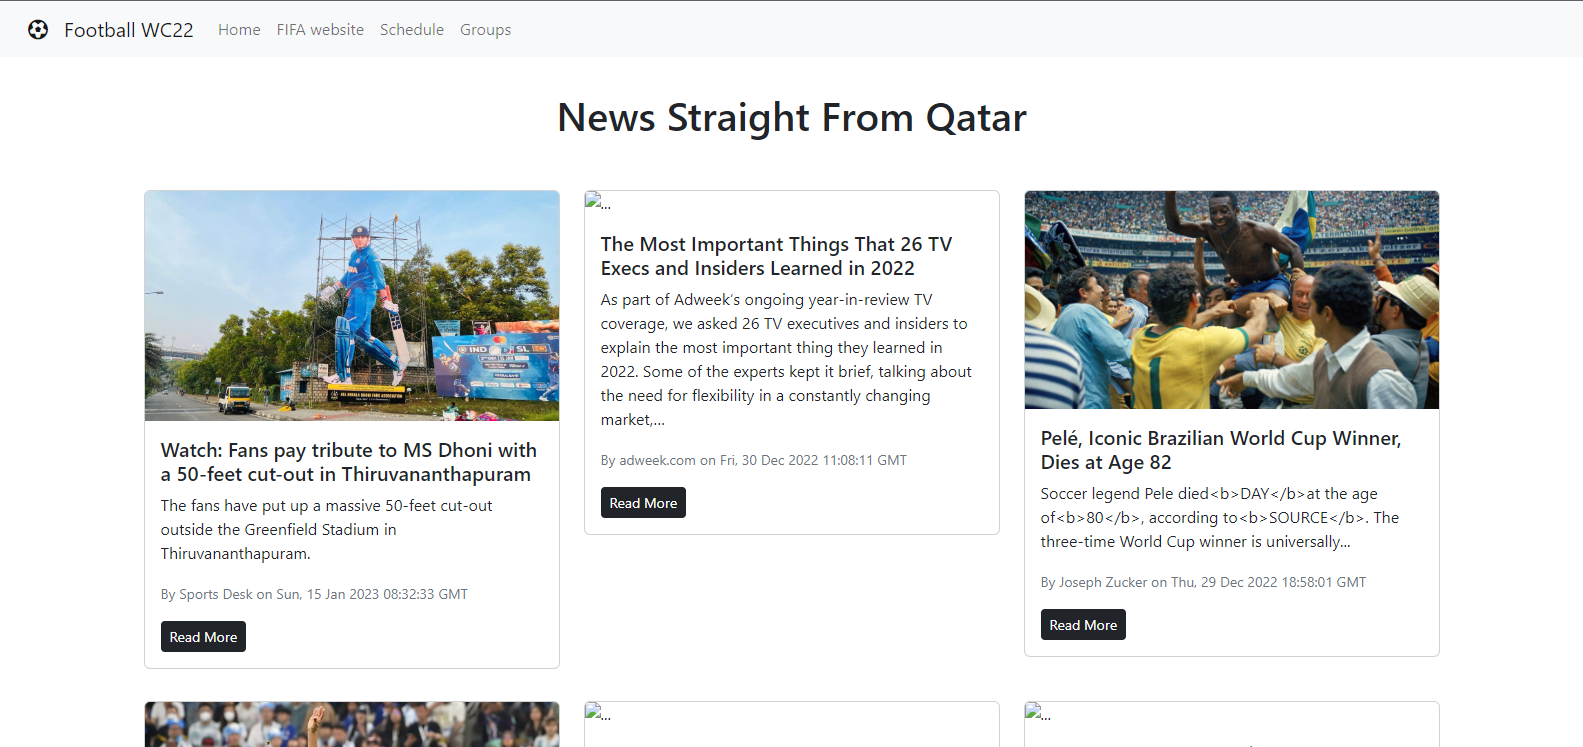 Football WC22 Home FIFA website Schedule Groups
News Straight From Qatar
IND SL
Watch: Fans pay tribute to MS Dhoni with
a 50-feet cut-out in Thiruvananthapuram
The fans have put up a massive 50-feet cut-out
outside the Greenfield Stadium in
Thiruvananthapuram.
By Sports Desk on Sun, 15 Jan 2023 08:32:33 GMT
Read More
...
The Most Important Things That 26 TV
Execs and Insiders Learned in 2022
As part of Adweek’s ongoing year-in-review TV
coverage, we asked 26 TV executives and insiders to
explain the most important thing they learned in
2022. Some of the experts kept it brief, talking about
the need for flexibility in a constantly changing
market,...
By adweek.com on Fri, 30 Dec 2022 11:08:11 GMT
Read More
Pelé, Iconic Brazilian World Cup Winner,
Dies at Age 82
Soccer legend Pele died<b>DAY</b>at the age
of<b>80</b>, according to<b>SOURCE</b>. The
three-time World Cup winner is universally...
By Joseph Zucker on Thu, 29 Dec 2022 18:58:01 GMT
Read More
...
...